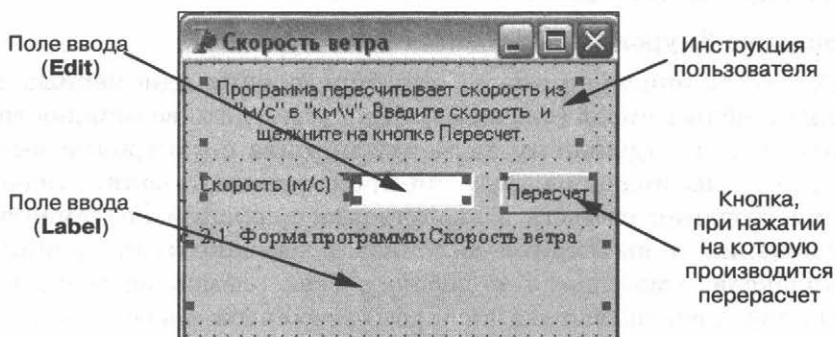 Скорость ветра
Поле ввода
(Edit)
Инструкция
пользователя
Программа пересчитывает скорость из
"м/с" в "км\ч". Введите скорость и
щелкните на кнопке Пересчет.
Скорость (м/с)
Пересчет
Поле ввода
(Label)
2.1. Форма программы Скорость ветра
Кнопка,
при нажатии
на которую
производится
перерасчет